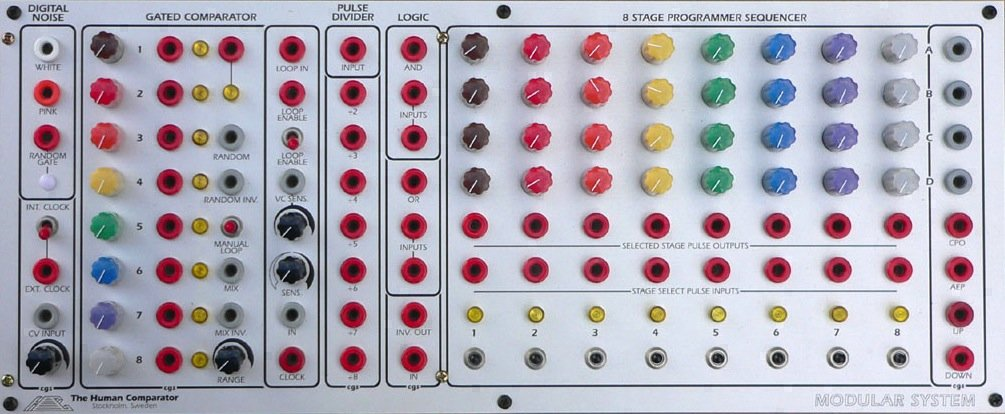 DIGITAL
NOISE
WHITE
PINK
RANDOM
GATE
INT. CLOCK
EXT. CLOCK
CV INPUT
cgs
GATED COMPARATOR
1
2
3
4
5
6
7
8
RANDOM
RANDOM INV.
MANUAL
LOOP
MIX
MIX INV.
RANGE
cgs
LOOP IN
LOOP
ENABLE
LOOP
ENABLE
VC SENS.
SENS.
IN
CLOCK
PULSE
DIVIDER
INPUT
÷2
÷3
÷4
÷5
÷6
÷7
÷8
cgs
LOGIC
AND
INPUTS
OR
INPUTS
INV. OUT
IN
cgs
8 STAGE PROGRAMMER SEQUENCER
A
B
C
D
SELECTED STAGE PULSE OUTPUTS
STAGE SELECT PULSE INPUTS
1 2 3 4 5 6 7 8
CPO
AEP
UP
DOWN
cgs
The Human Comparator
Stockholm, Sweden
MODULAR SYSTEM